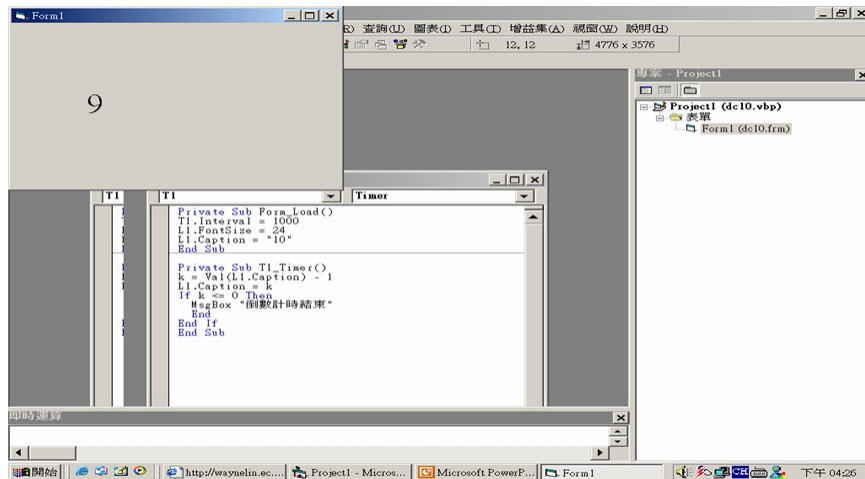 Form1
查詢(U) 圖表(I) 工具(T) 增益集(A) 視窗(W) 說明(H)
12, 12 4776 x 3576
9
專案 - Project1
Project1 (dc10.vbp)
表單
Form1 (dc10.frm)
T1 T1 Timer
Private Sub Form_Load()
T1.Interval = 1000
L1.FontSize = 24
L1.Caption = "10"
End Sub
Private Sub T1_Timer()
k = Val(L1.Caption) - 1
L1.Caption = k
If k <= 0 Then
MsgBox "倒數計時結束"
End
End If
End Sub
即時運算
開始 http://waynelin.ec.... Project1 - Micros... Microsoft PowerP... Form1 CH 下午 04:26